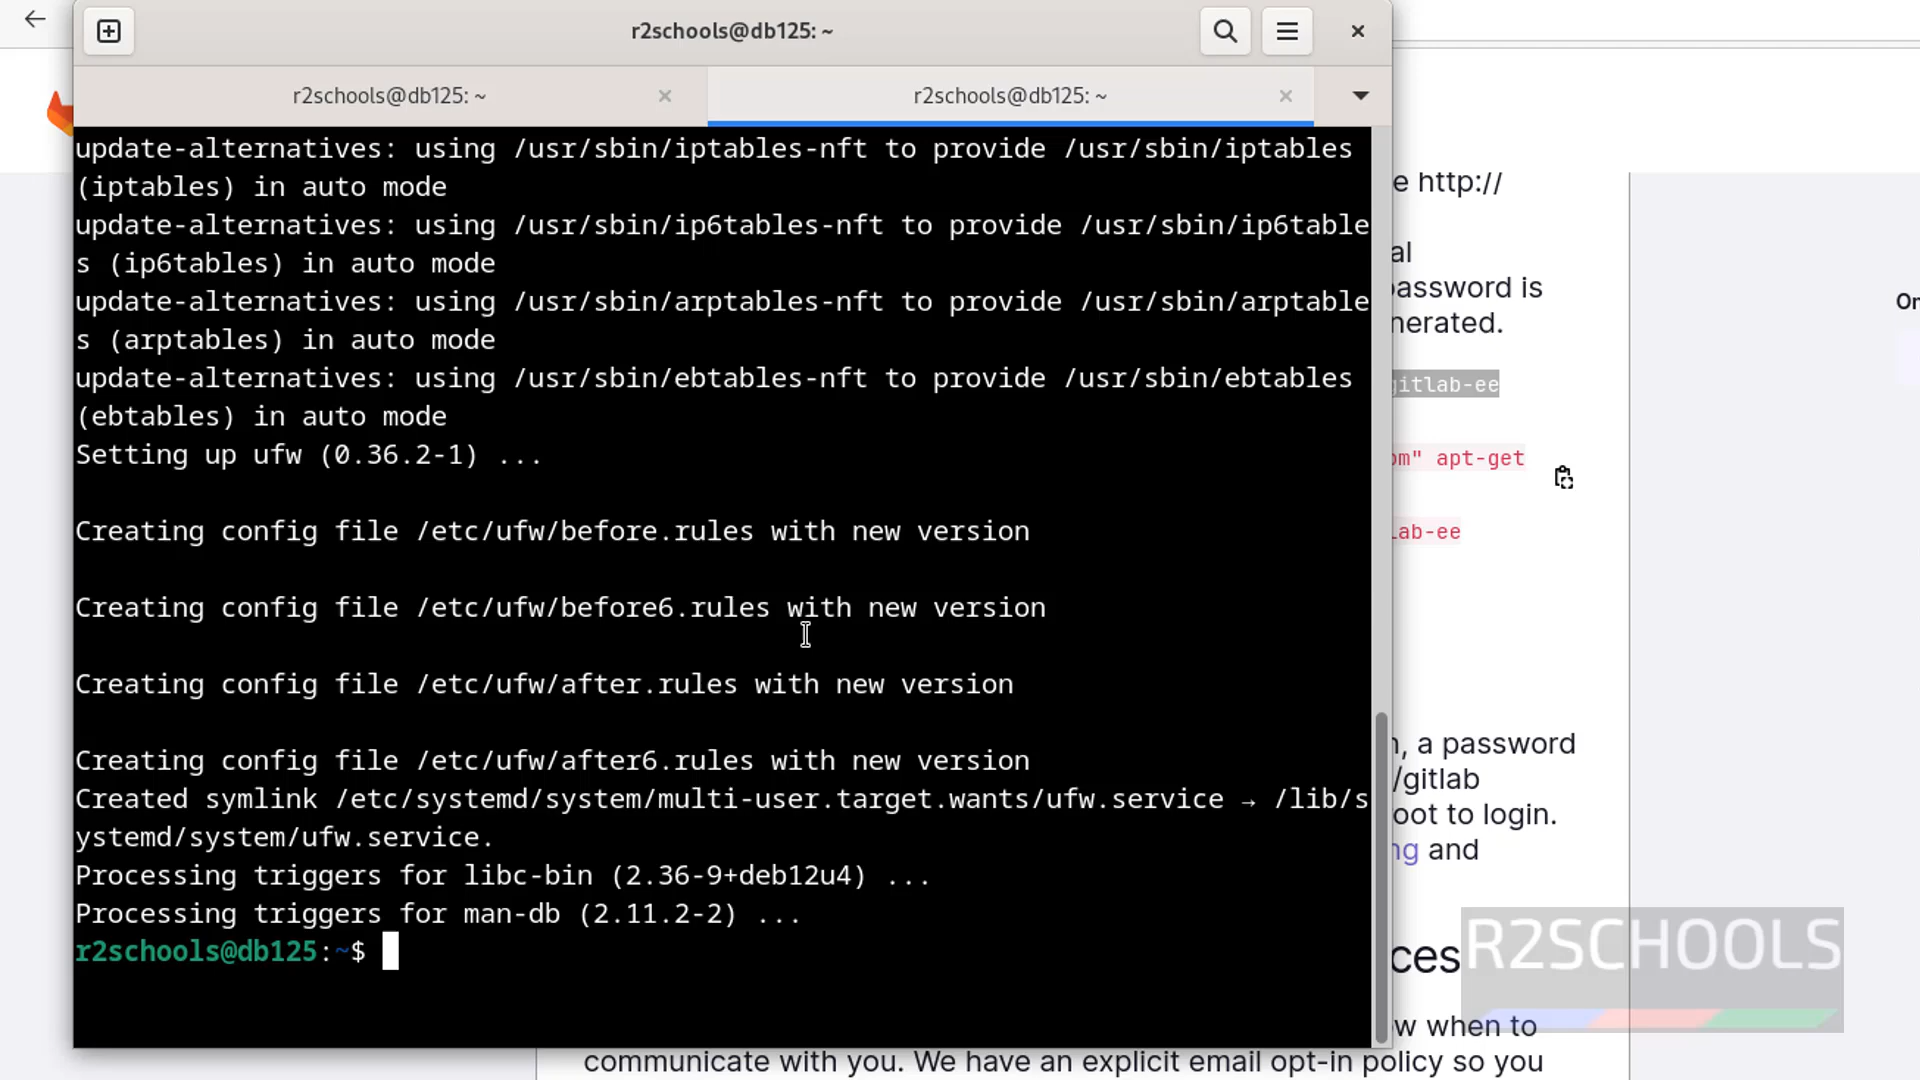 r2schools@db125: ~
r2schools@db125: ~
r2schools@db125: ~
update-alternatives: using /usr/sbin/iptables-nft to provide /usr/sbin/iptables
(iptables) in auto mode
update-alternatives: using /usr/sbin/ip6tables-nft to provide /usr/sbin/ip6table
s (ip6tables) in auto mode
update-alternatives: using /usr/sbin/arptables-nft to provide /usr/sbin/arptable
s (arptables) in auto mode
update-alternatives: using /usr/sbin/ebtables-nft to provide /usr/sbin/ebtables
(ebtables) in auto mode
Setting up ufw (0.36.2-1) ...
Creating config file /etc/ufw/before.rules with new version
Creating config file /etc/ufw/before6.rules with new version
Creating config file /etc/ufw/after.rules with new version
Creating config file /etc/ufw/after6.rules with new version
Created symlink /etc/systemd/system/multi-user.target.wants/ufw.service → /lib/s
ystemd/system/ufw.service.
Processing triggers for libc-bin (2.36-9+deb12u4) ...
Processing triggers for man-db (2.11.2-2) ...
r2schools@db125:~$
e http://
al
password is
nerated.
gitlab-ee
om" apt-get
lab-ee
n, a password
/gitlab
oot to login.
ng and
ces
w when to
communicate with you. We have an explicit email opt-in policy so you
On
R2SCHOOLS